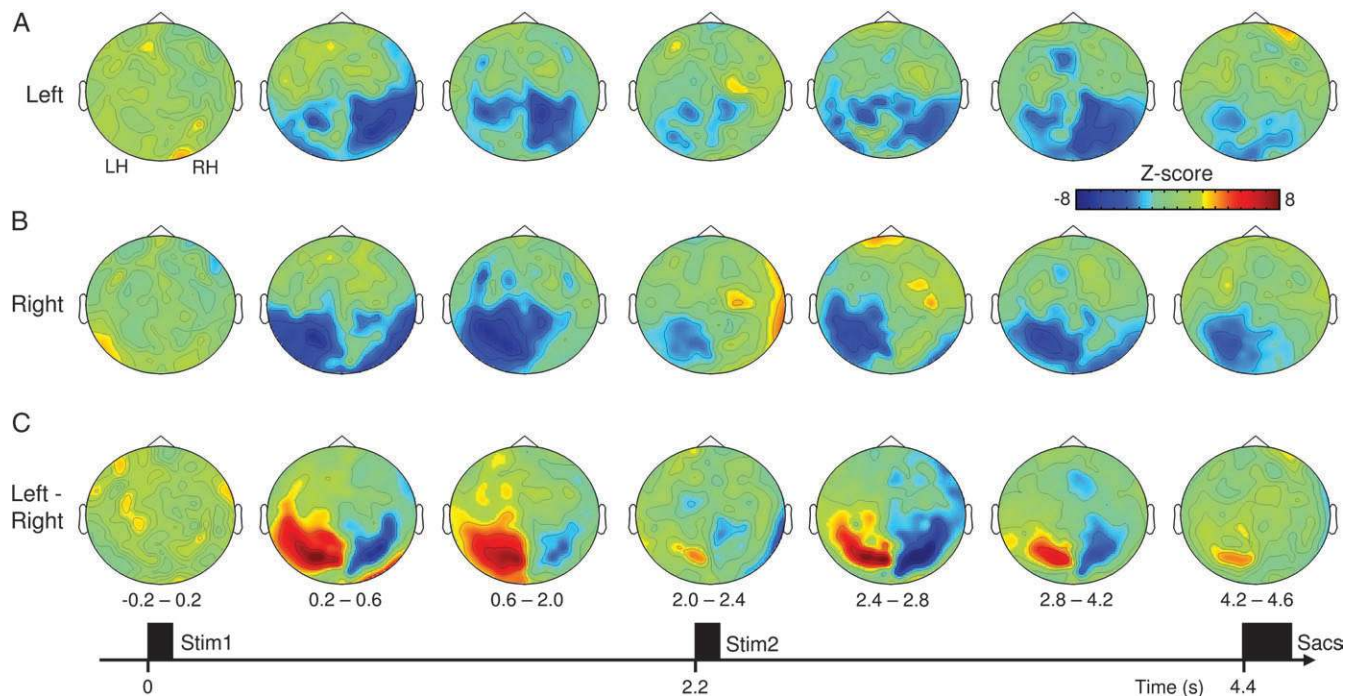 A
Left
LH RH
Z-score
-8 8
B
Right
C
Left -
Right
-0.2 – 0.2 0.2 – 0.6 0.6 – 2.0 2.0 – 2.4 2.4 – 2.8 2.8 – 4.2 4.2 – 4.6
Stim1 Stim2 Sacs
0 2.2 Time (s) 4.4